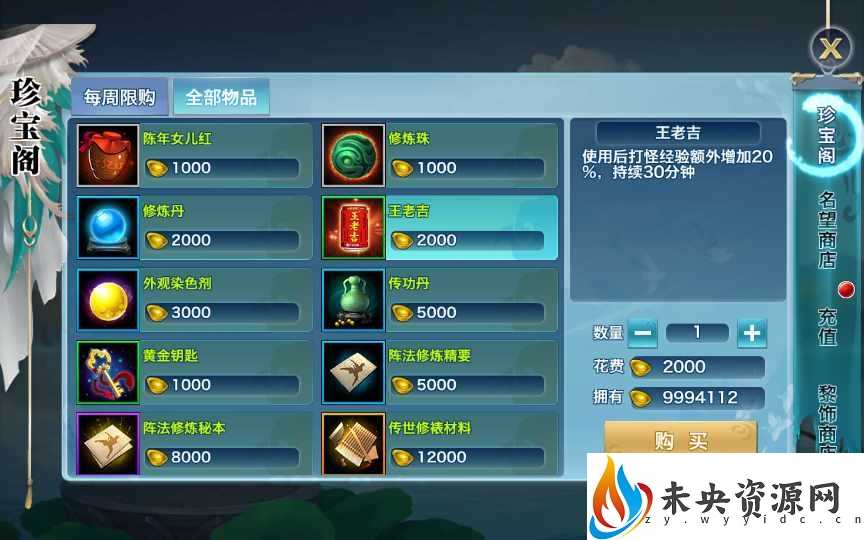 珍宝阁
每周限购
全部物品
陈年女儿红
1000
修炼珠
1000
修炼丹
2000
王老吉
王老吉
2000
外观染色剂
3000
传功丹
5000
黄金钥匙
1000
阵法修炼精要
5000
阵法修炼秘本
8000
传世修裱材料
12000
王老吉
使用后打怪经验额外增加20
%，持续30分钟
数量
1
花费
2000
拥有
9994112
购买
X
珍宝阁
名望商店
充值
黎饰商店
未央资源网
zy.wyyidc.cn